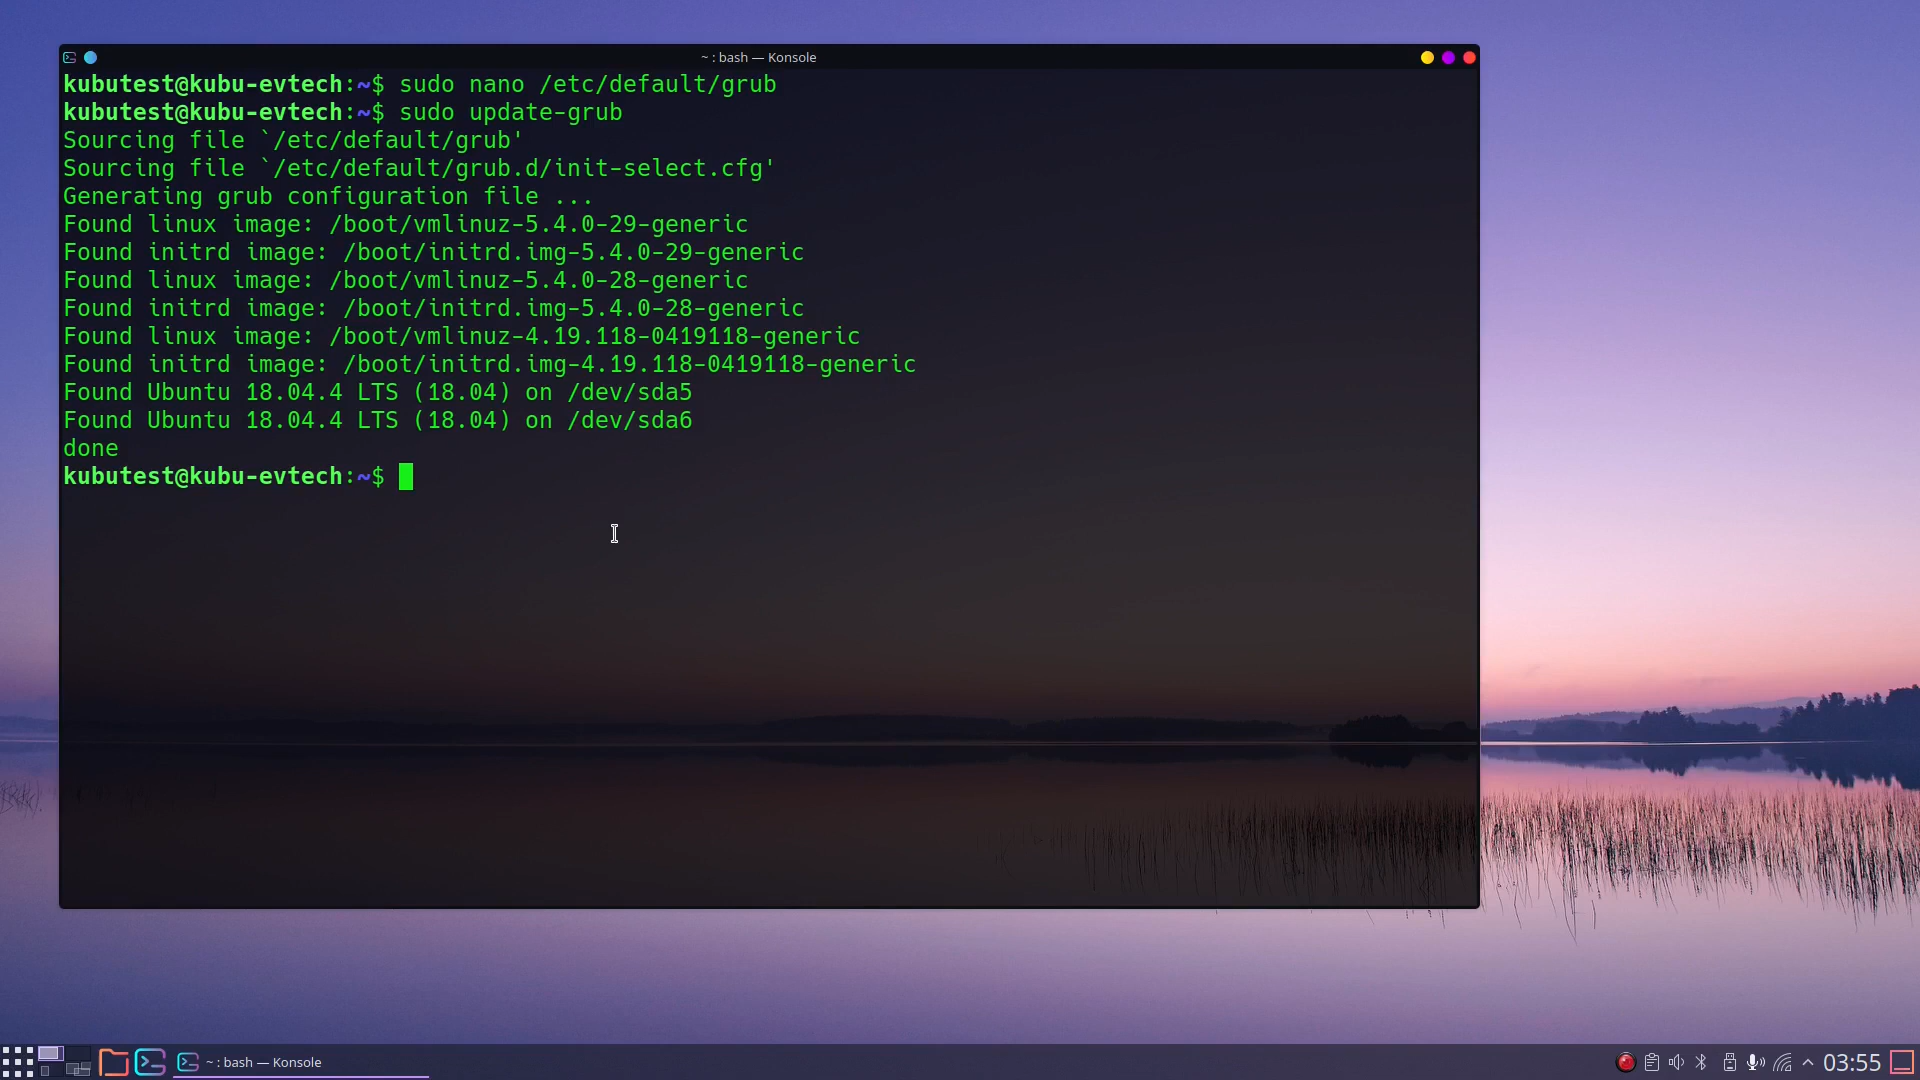 ~ : bash — Konsole
kubutest@kubu-evtech:~$ sudo nano /etc/default/grub
kubutest@kubu-evtech:~$ sudo update-grub
Sourcing file `/etc/default/grub'
Sourcing file `/etc/default/grub.d/init-select.cfg'
Generating grub configuration file ...
Found linux image: /boot/vmlinuz-5.4.0-29-generic
Found initrd image: /boot/initrd.img-5.4.0-29-generic
Found linux image: /boot/vmlinuz-5.4.0-28-generic
Found initrd image: /boot/initrd.img-5.4.0-28-generic
Found linux image: /boot/vmlinuz-4.19.118-0419118-generic
Found initrd image: /boot/initrd.img-4.19.118-0419118-generic
Found Ubuntu 18.04.4 LTS (18.04) on /dev/sda5
Found Ubuntu 18.04.4 LTS (18.04) on /dev/sda6
done
kubutest@kubu-evtech:~$
~ : bash — Konsole
03:55